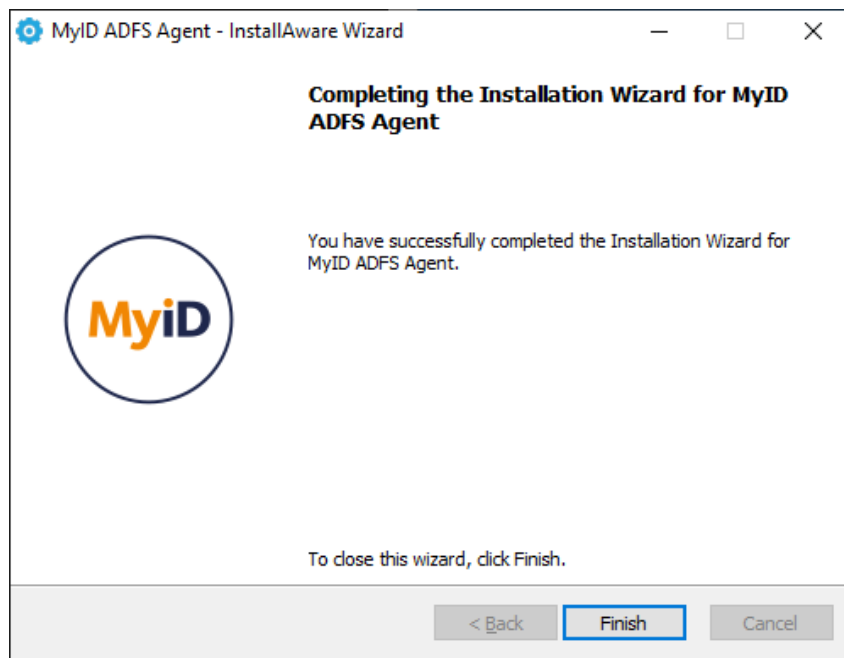 MyID ADFS Agent - InstallAware Wizard
Completing the Installation Wizard for MyID
ADFS Agent
You have successfully completed the Installation Wizard for
MyID ADFS Agent.
MyiD
To close this wizard, click Finish.
< Back
Finish
Cancel